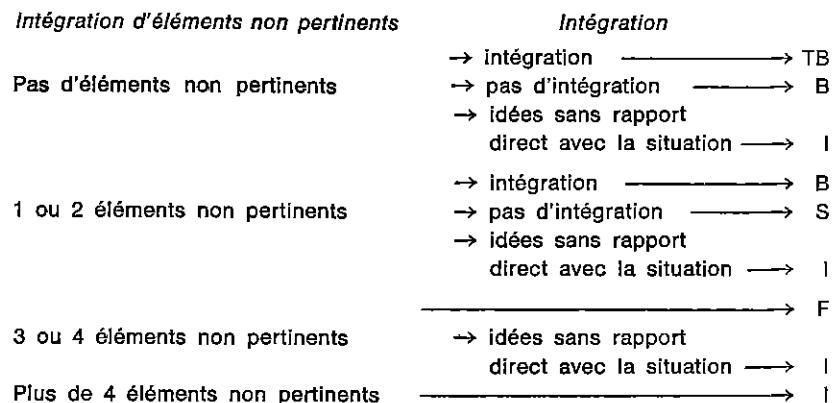 Intégration d'éléments non pertinents Intégration
→ intégration → TB
Pas d'éléments non pertinents → pas d'intégration → B
→ idées sans rapport
direct avec la situation → I
→ intégration → B
1 ou 2 éléments non pertinents → pas d'intégration → S
→ idées sans rapport
direct avec la situation → I
→ F
3 ou 4 éléments non pertinents → idées sans rapport
direct avec la situation → I
Plus de 4 éléments non pertinents → I